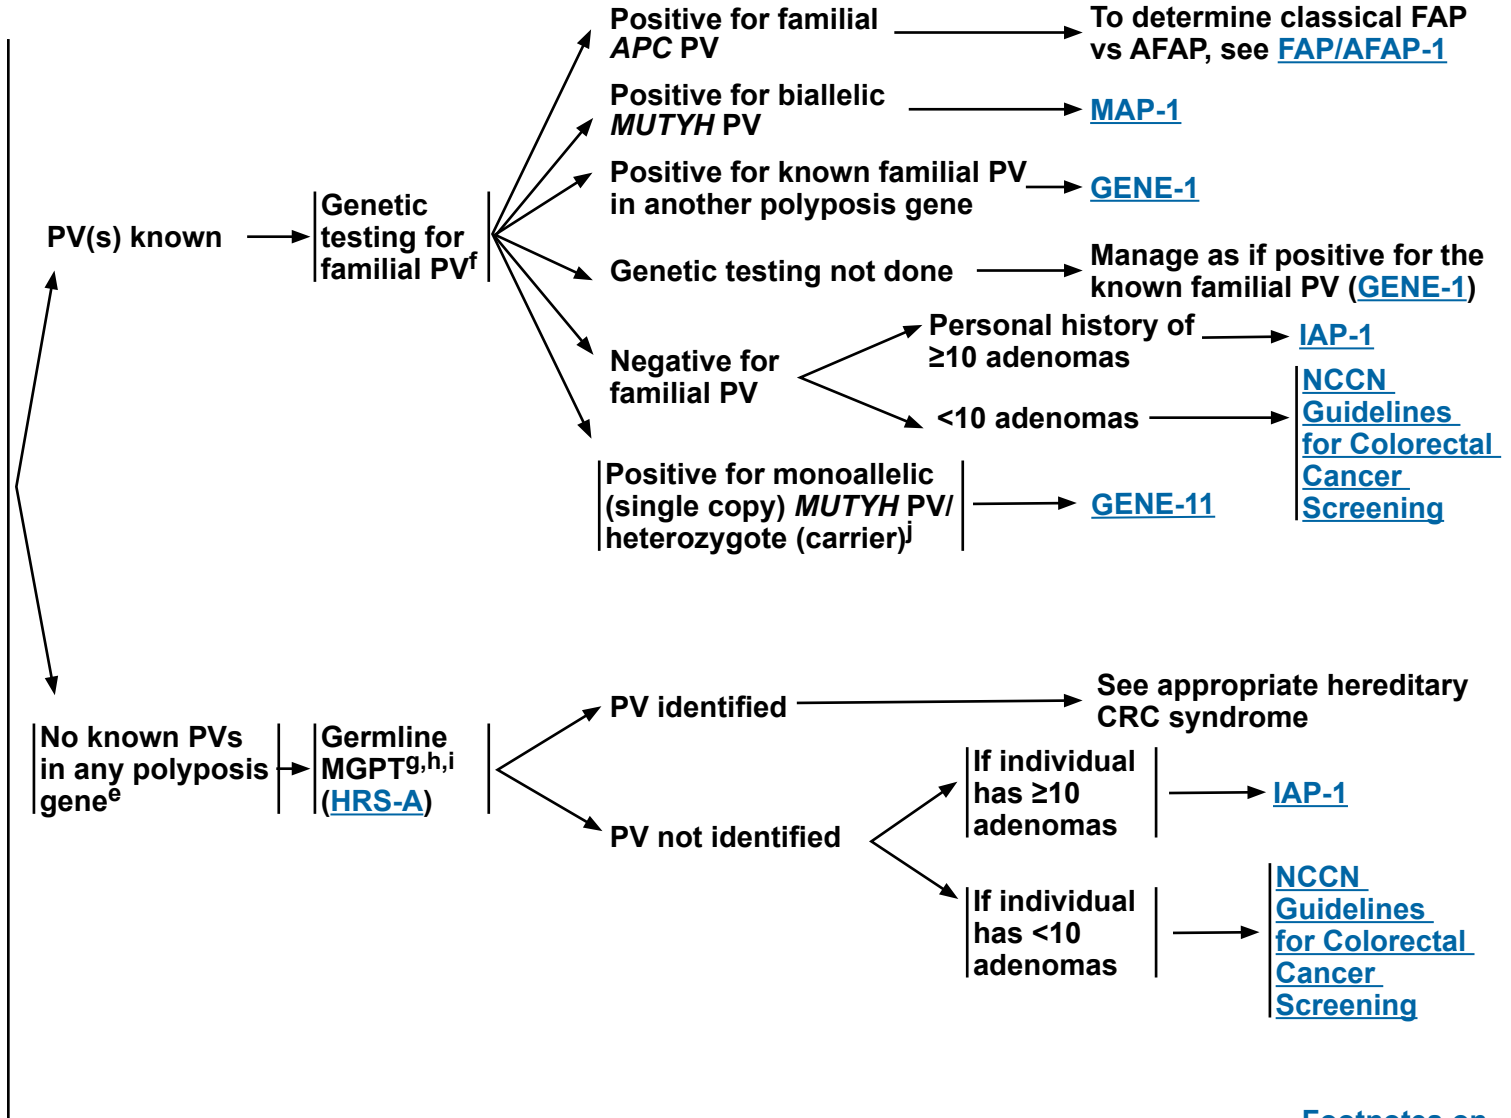 Positive for familial
APC PV
To determine classical FAP
vs AFAP, see FAP/AFAP-1
Positive for biallelic
MUTYH PV
MAP-1
Positive for known familial PV
in another polyposis gene
GENE-1
PV(s) known
Genetic
testing for
familial PVf
Genetic testing not done
Manage as if positive for the
known familial PV (GENE-1)
Negative for
familial PV
Personal history of
≥10 adenomas
IAP-1
<10 adenomas
NCCN
Guidelines
for Colorectal
Cancer
Screening
Positive for monoallelic
(single copy) MUTYH PV/
heterozygote (carrier)j
GENE-11
No known PVs
in any polyposis
genee
Germline
MGPTg,h,i
(HRS-A)
PV identified
See appropriate hereditary
CRC syndrome
PV not identified
If individual
has ≥10
adenomas
IAP-1
If individual
has <10
adenomas
NCCN
Guidelines
for Colorectal
Cancer
Screening
Footnotes on